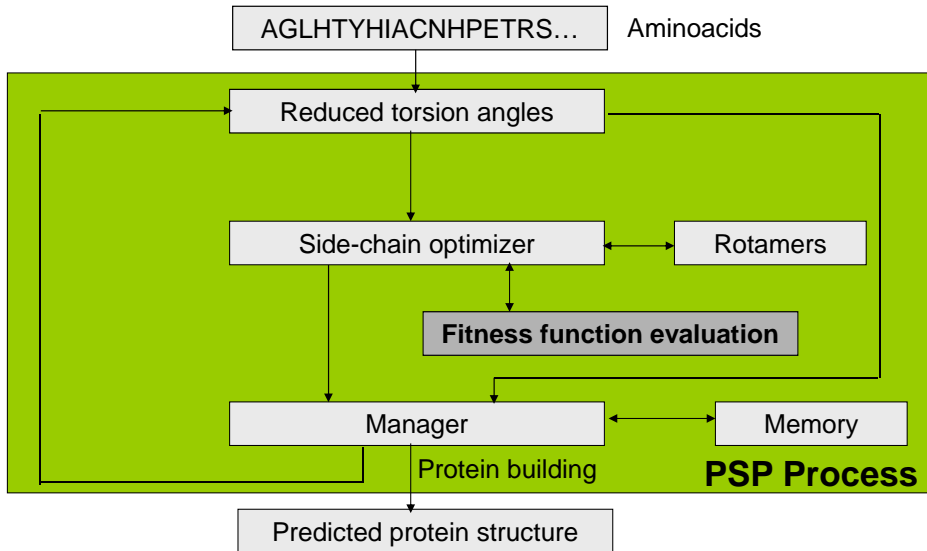 AGLHTYHIACNHPETRS…
Aminoacids
Reduced torsion angles
Side-chain optimizer
Rotamers
Fitness function evaluation
Manager
Memory
Protein building
PSP Process
Predicted protein structure